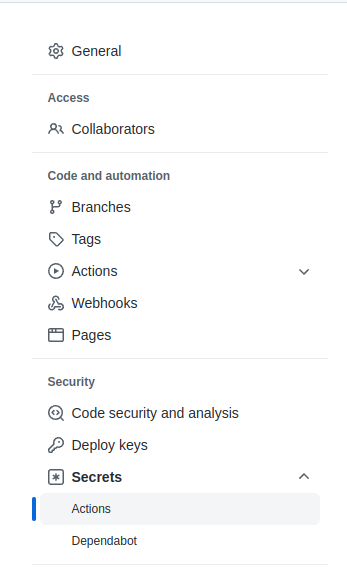 General
Access
Collaborators
Code and automation
Branches
Tags
Actions
Webhooks
Pages
Security
Code security and analysis
Deploy keys
Secrets
Actions
Dependabot